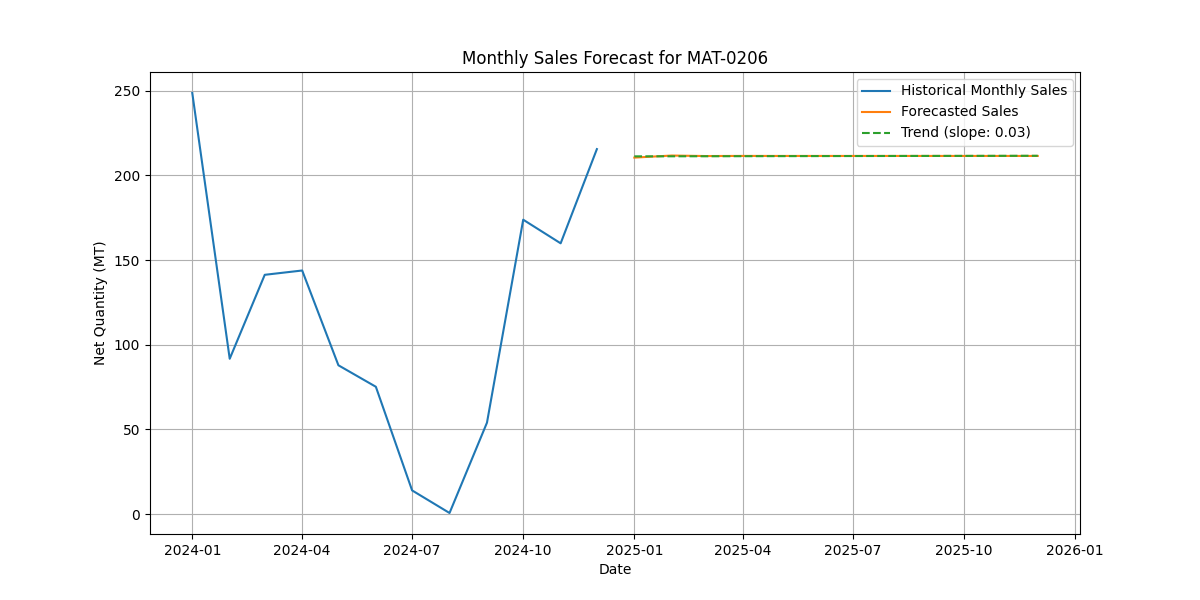 Monthly Sales Forecast for MAT-0206
Historical Monthly Sales
Forecasted Sales
Trend (slope: 0.03)
Net Quantity (MT)
250
200
150
100
50
0
2024-01 2024-04 2024-07 2024-10 2025-01 2025-04 2025-07 2025-10 2026-01
Date